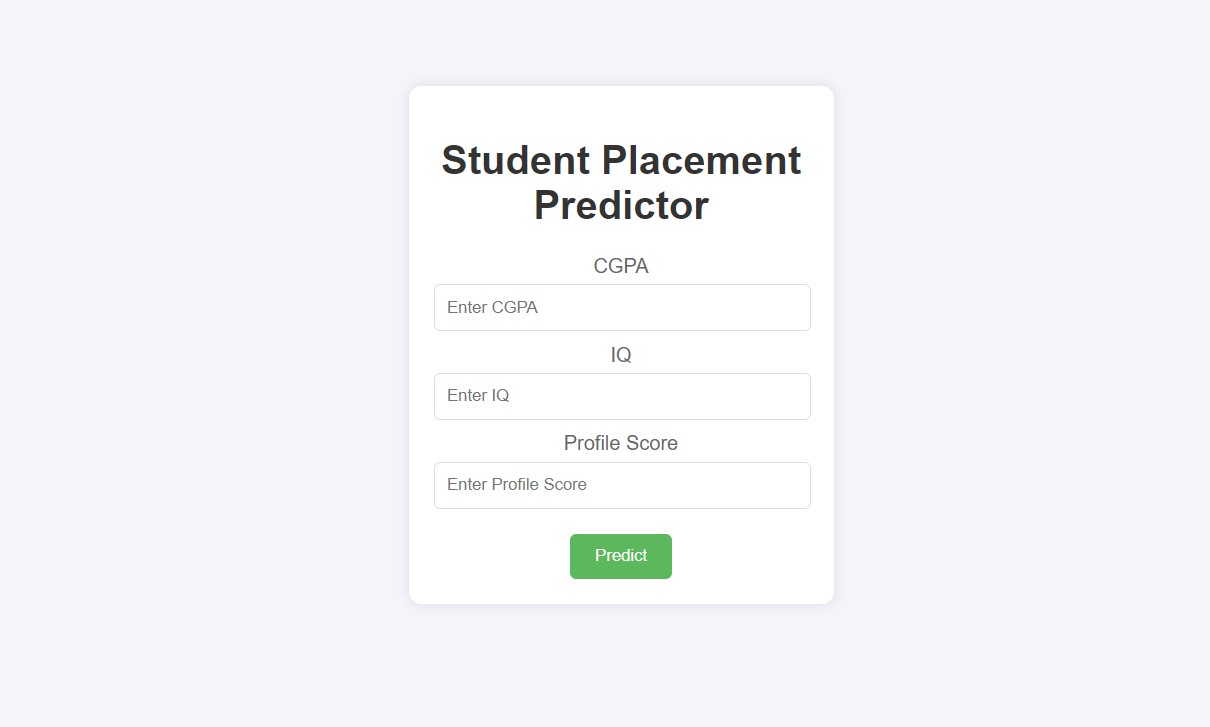 Student Placement
Predictor
CGPA
Enter CGPA
IQ
Enter IQ
Profile Score
Enter Profile Score
Predict